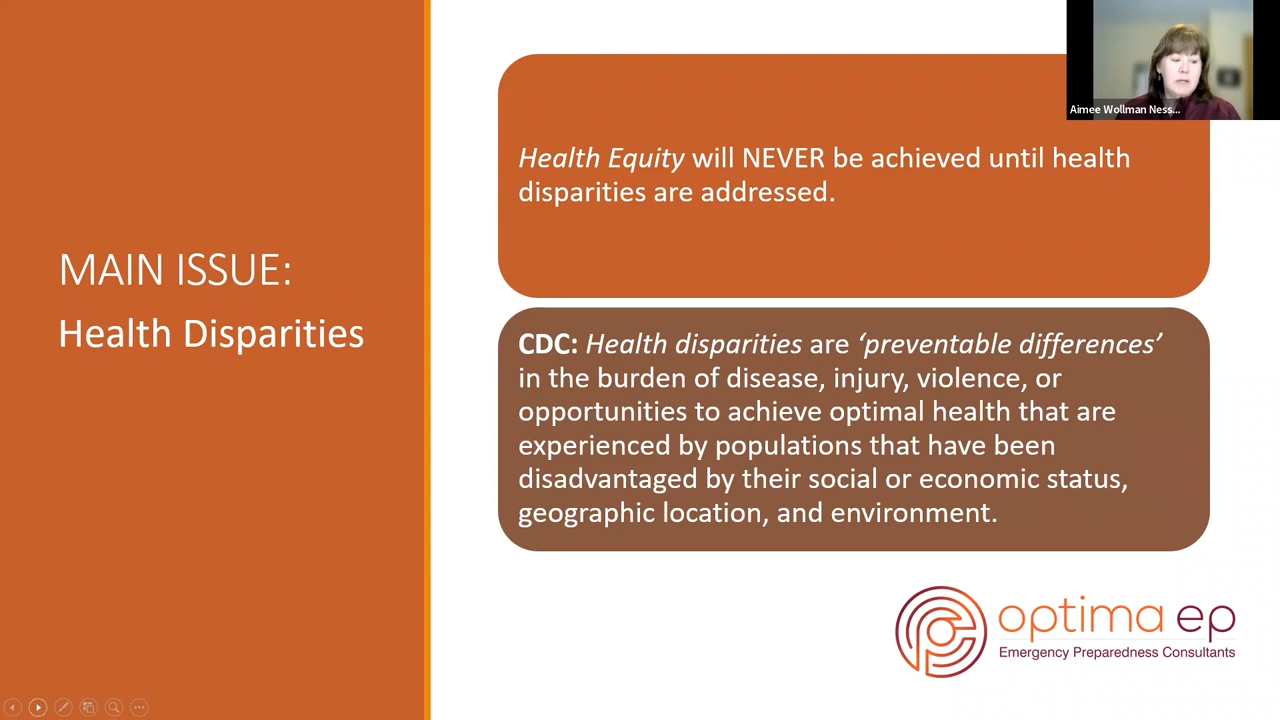 MAIN ISSUE:
Health Disparities
Health Equity will NEVER be achieved until health
disparities are addressed.
CDC: Health disparities are ‘preventable differences’
in the burden of disease, injury, violence, or
opportunities to achieve optimal health that are
experienced by populations that have been
disadvantaged by their social or economic status,
geographic location, and environment.
Aimee Wollman Ness...
optima ep
Emergency Preparedness Consultants